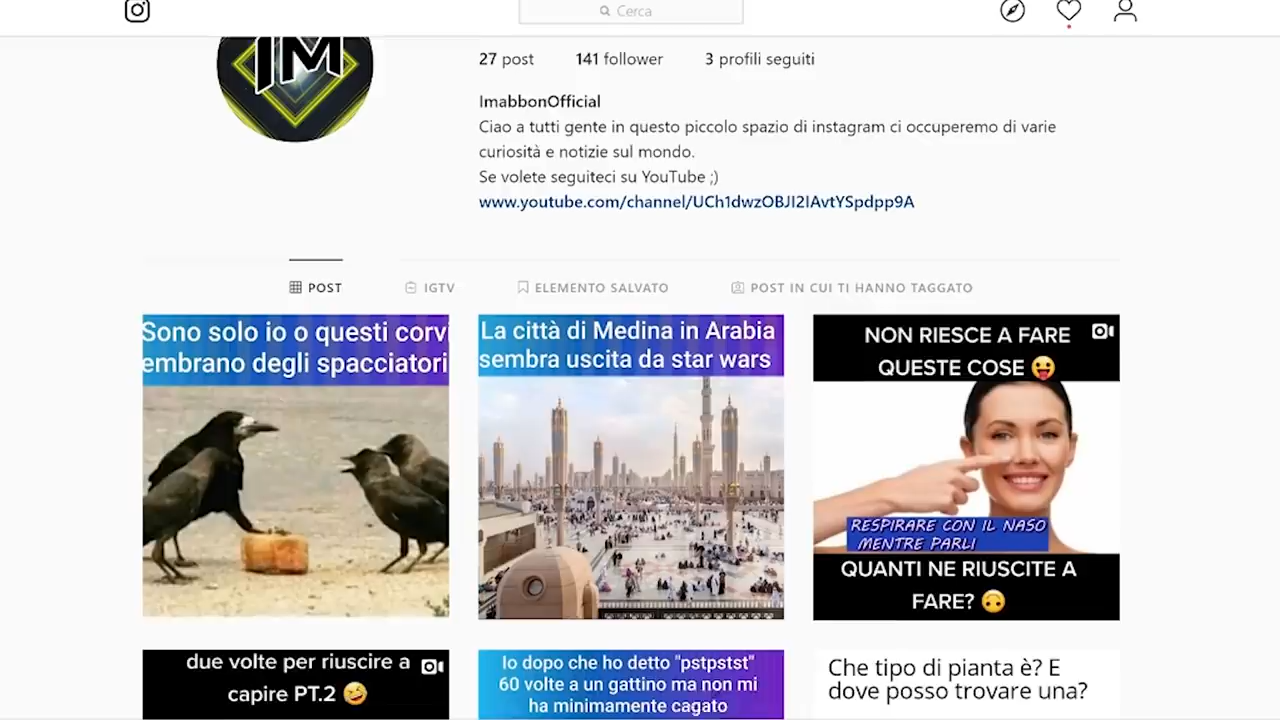 Cerca
IM
27 post 141 follower 3 profili seguiti
ImabbonOfficial
Ciao a tutti gente in questo piccolo spazio di instagram ci occuperemo di varie
curiosità e notizie sul mondo.
Se volete seguiteci su YouTube ;)
www.youtube.com/channel/UCh1dwzOBJI2IAvtYSpdpp9A
POST IGTV ELEMENTO SALVATO POST IN CUI TI HANNO TAGGATO
Sono solo io o questi corvi
embrano degli spacciatori
La città di Medina in Arabia
sembra uscita da star wars
NON RIESCE A FARE
QUESTE COSE 😜
RESPIRARE CON IL NASO
MENTRE PARLI
QUANTI NE RIUSCITE A
FARE? 🙃
due volte per riuscire a
capire PT.2 🤣
Io dopo che ho detto "pstpstst"
60 volte a un gattino ma non mi
ha minimamente cagato
Che tipo di pianta è? E
dove posso trovare una?